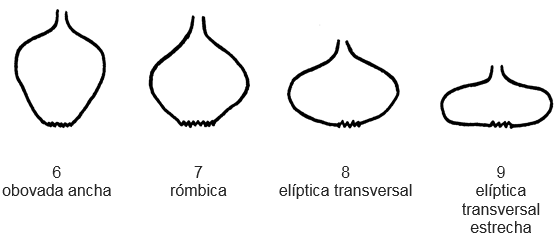 6
obovada ancha
7
rómbica
8
elíptica transversal
9
elíptica
transversal
estrecha